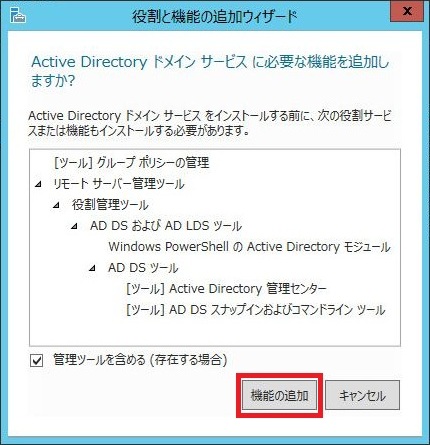 役割と機能の追加ウィザード
x
Active Directory ドメイン サービス に必要な機能を追加し
ますか?
Active Directory ドメイン サービス をインストールする前に、次の役割サービ
スまたは機能もインストールする必要があります。
[ツール] グループ ポリシーの管理
リモート サーバー管理ツール
役割管理ツール
AD DS および AD LDS ツール
Windows PowerShell の Active Directory モジュール
AD DS ツール
[ツール] Active Directory 管理センター
[ツール] AD DS スナップインおよびコマンドライン ツール
管理ツールを含める (存在する場合)
機能の追加
キャンセル